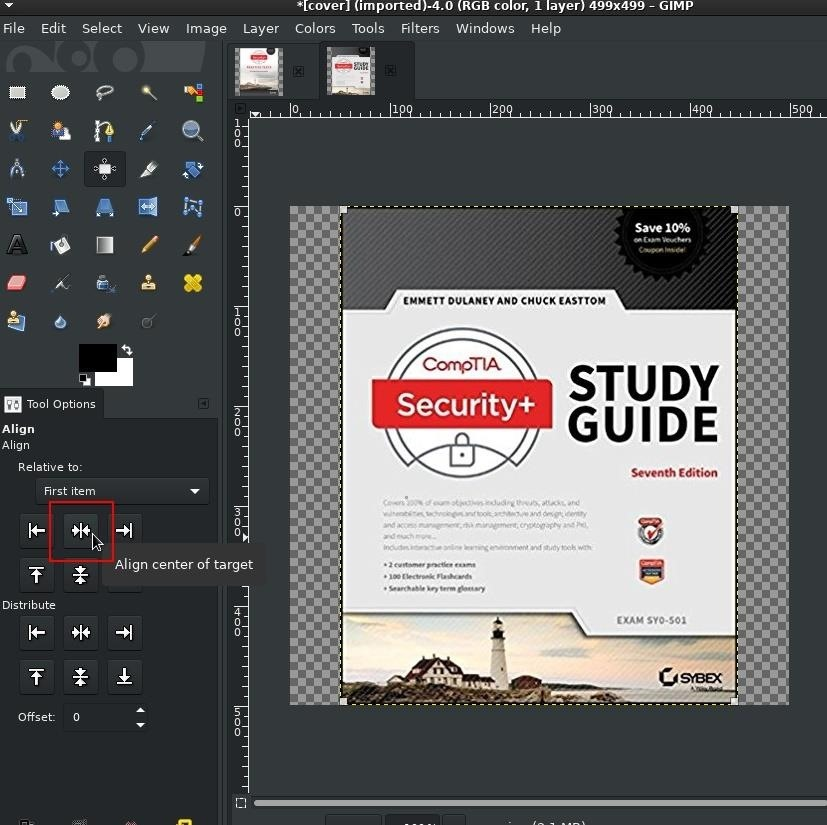 *[cover] (imported)-4.0 (RGB color, 1 layer) 499x499 – GIMP
File Edit Select View Image Layer Colors Tools Filters Windows Help
0 100 200 300 400 500
100
0
100
200
300
400
500
Tool Options
Align
Align
Relative to:
First item
Align center of target
Distribute
Offset: 0
Save 10%
on Exam Vouchers
Coupon Inside!
EMMETT DULANEY AND CHUCK EASTTOM
CompTIA
Security+
STUDY
GUIDE
Seventh Edition
Covers 100% of exam objectives including threats, attacks, and
vulnerabilities, technologies and tools; architecture and design; identity
and access management; risk management; cryptography and PKI,
and much more...
Includes interactive online learning environment and study tools with:
• 2 customer practice exams
• 100 Electronic Flashcards
• Searchable key term glossary
EXAM SY0-501
SYBEX
A Wiley Brand